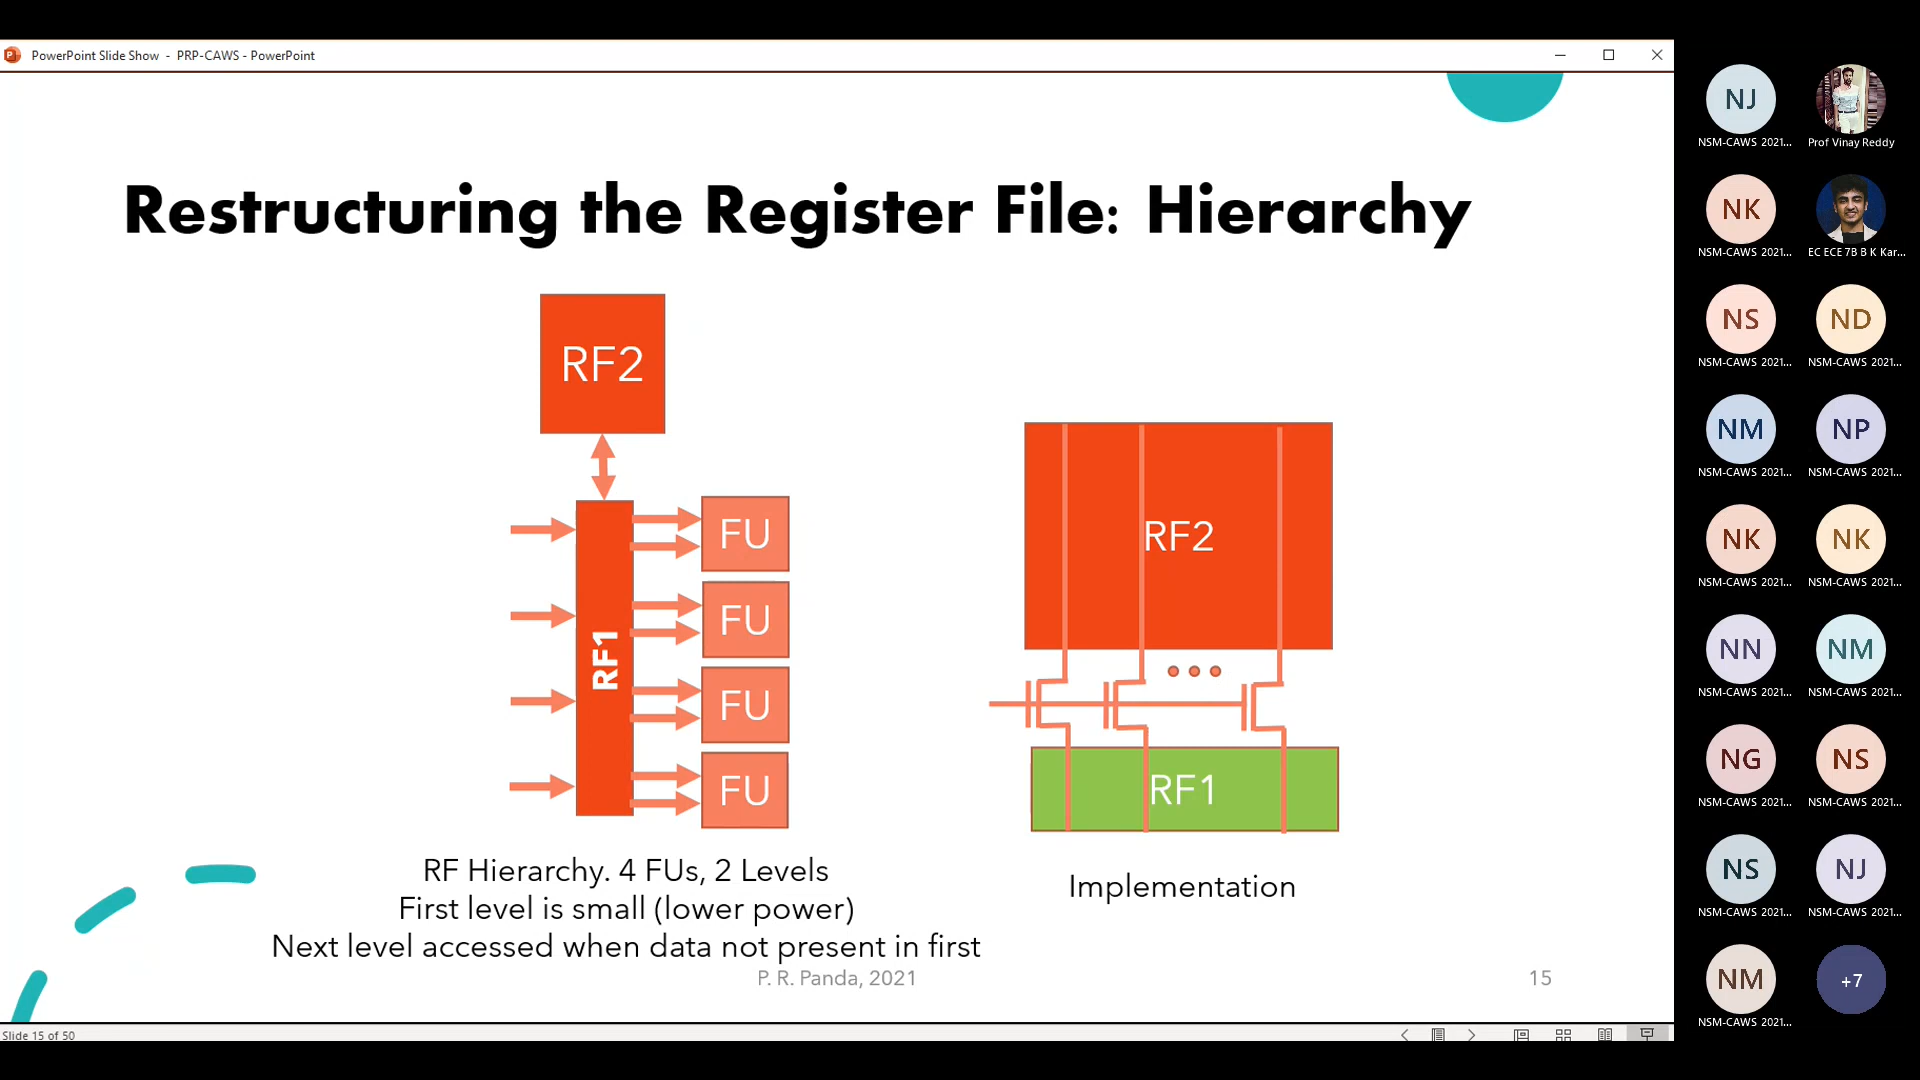 PowerPoint Slide Show - PRP-CAWS - PowerPoint
Restructuring the Register File: Hierarchy
RF2
RF1
FU
FU
FU
FU
RF Hierarchy. 4 FUs, 2 Levels
First level is small (lower power)
Next level accessed when data not present in first
RF2
RF1
Implementation
P. R. Panda, 2021
15
Slide 15 of 50
NJ
NSM-CAWS 2021...
Prof Vinay Reddy
NK
NSM-CAWS 2021...
EC ECE 7B B K Kar...
NS
NSM-CAWS 2021...
ND
NSM-CAWS 2021...
NM
NSM-CAWS 2021...
NP
NSM-CAWS 2021...
NK
NSM-CAWS 2021...
NK
NSM-CAWS 2021...
NN
NSM-CAWS 2021...
NM
NSM-CAWS 2021...
NG
NSM-CAWS 2021...
NS
NSM-CAWS 2021...
NS
NSM-CAWS 2021...
NJ
NSM-CAWS 2021...
NM
NSM-CAWS 2021...
+7